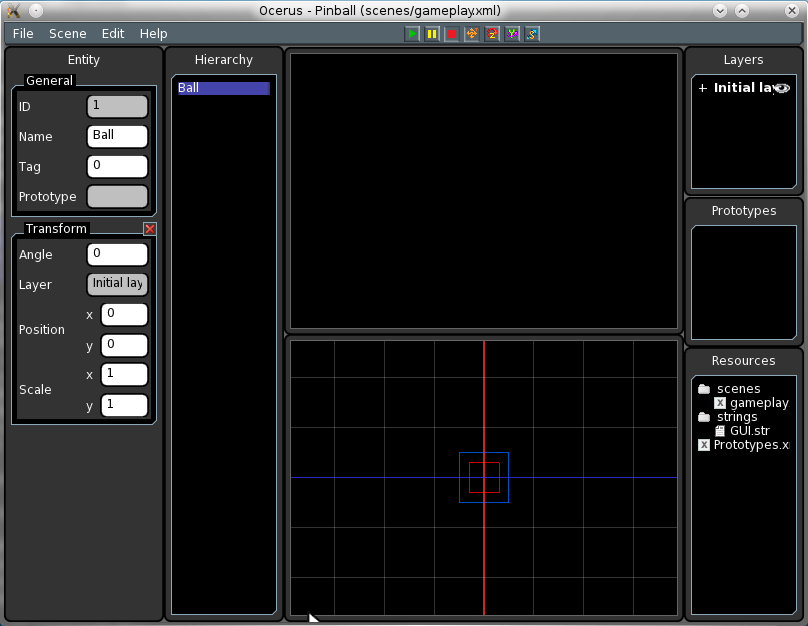 Ocerus - Pinball (scenes/gameplay.xml)
File Scene Edit Help
Entity
General
ID 1
Name Ball
Tag 0
Prototype
Transform
Angle 0
Layer Initial lay
Position x 0
y 0
Scale x 1
y 1
Hierarchy
Ball
Layers
+ Initial lay
Prototypes
Resources
scenes
gameplay
strings
GUI.str
Prototypes.x